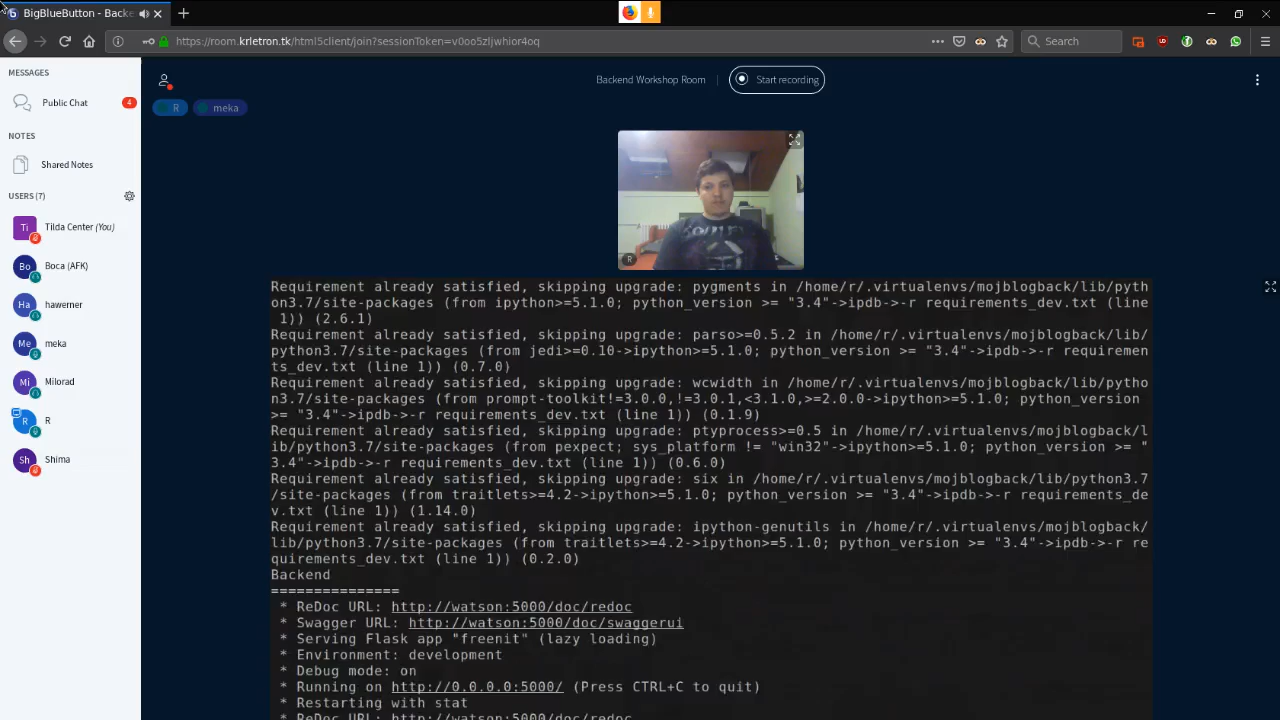 BigBlueButton - Backe
https://room.krletron.tk/html5client/join?sessionToken=v0oo5zljwhior4oq
Search
MESSAGES
Public Chat
4
NOTES
Shared Notes
USERS (7)
Ti
Tilda Center (You)
Bo
Boca (AFK)
Ha
hawerner
Me
meka
Mi
Milorad
R
R
Sh
Shima
Backend Workshop Room
Start recording
R
meka
R
Requirement already satisfied, skipping upgrade: pygments in /home/r/.virtualenvs/mojblogback/lib/pyth
on3.7/site-packages (from ipython>=5.1.0; python_version >= "3.4"->ipdb->-r requirements_dev.txt (line
1)) (2.6.1)
Requirement already satisfied, skipping upgrade: parso>=0.5.2 in /home/r/.virtualenvs/mojblogback/lib/
python3.7/site-packages (from jedi>=0.10->ipython>=5.1.0; python_version >= "3.4"->ipdb->-r requiremen
ts_dev.txt (line 1)) (0.7.0)
Requirement already satisfied, skipping upgrade: wcwidth in /home/r/.virtualenvs/mojblogback/lib/pytho
n3.7/site-packages (from prompt-toolkit!=3.0.0,!=3.0.1,<3.1.0,>=2.0.0->ipython>=5.1.0; python_version
>= "3.4"->ipdb->-r requirements_dev.txt (line 1)) (0.1.9)
Requirement already satisfied, skipping upgrade: ptyprocess>=0.5 in /home/r/.virtualenvs/mojblogback/l
ib/python3.7/site-packages (from pexpect; sys_platform != "win32"->ipython>=5.1.0; python_version >= "
3.4"->ipdb->-r requirements_dev.txt (line 1)) (0.6.0)
Requirement already satisfied, skipping upgrade: six in /home/r/.virtualenvs/mojblogback/lib/python3.7
/site-packages (from traitlets>=4.2->ipython>=5.1.0; python_version >= "3.4"->ipdb->-r requirements_de
v.txt (line 1)) (1.14.0)
Requirement already satisfied, skipping upgrade: ipython-genutils in /home/r/.virtualenvs/mojblogback/
lib/python3.7/site-packages (from traitlets>=4.2->ipython>=5.1.0; python_version >= "3.4"->ipdb->-r re
quirements_dev.txt (line 1)) (0.2.0)
Backend
===============
* ReDoc URL: http://watson:5000/doc/redoc
* Swagger URL: http://watson:5000/doc/swaggerui
* Serving Flask app "freenit" (lazy loading)
* Environment: development
* Debug mode: on
* Running on http://0.0.0.0:5000/ (Press CTRL+C to quit)
* Restarting with stat
* ReDoc URL: http://watson:5000/doc/redoc